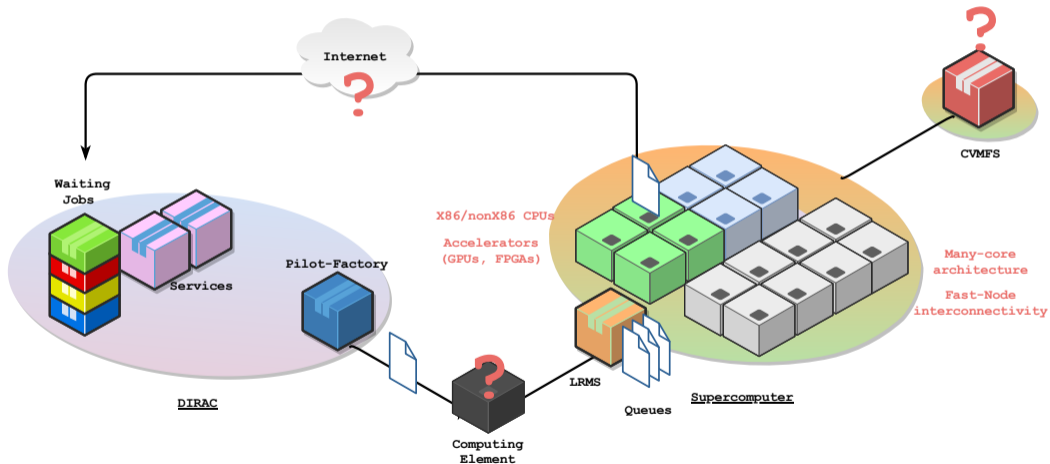 Internet
?
?
CVMFS
Waiting
Jobs
Services
Pilot-Factory
DIRAC
X86/nonX86 CPUs
Accelerators
(GPUs, FPGAs)
Many-core
architecture
Fast-Node
interconnectivity
LRMS
Queues
Supercomputer
?
Computing
Element